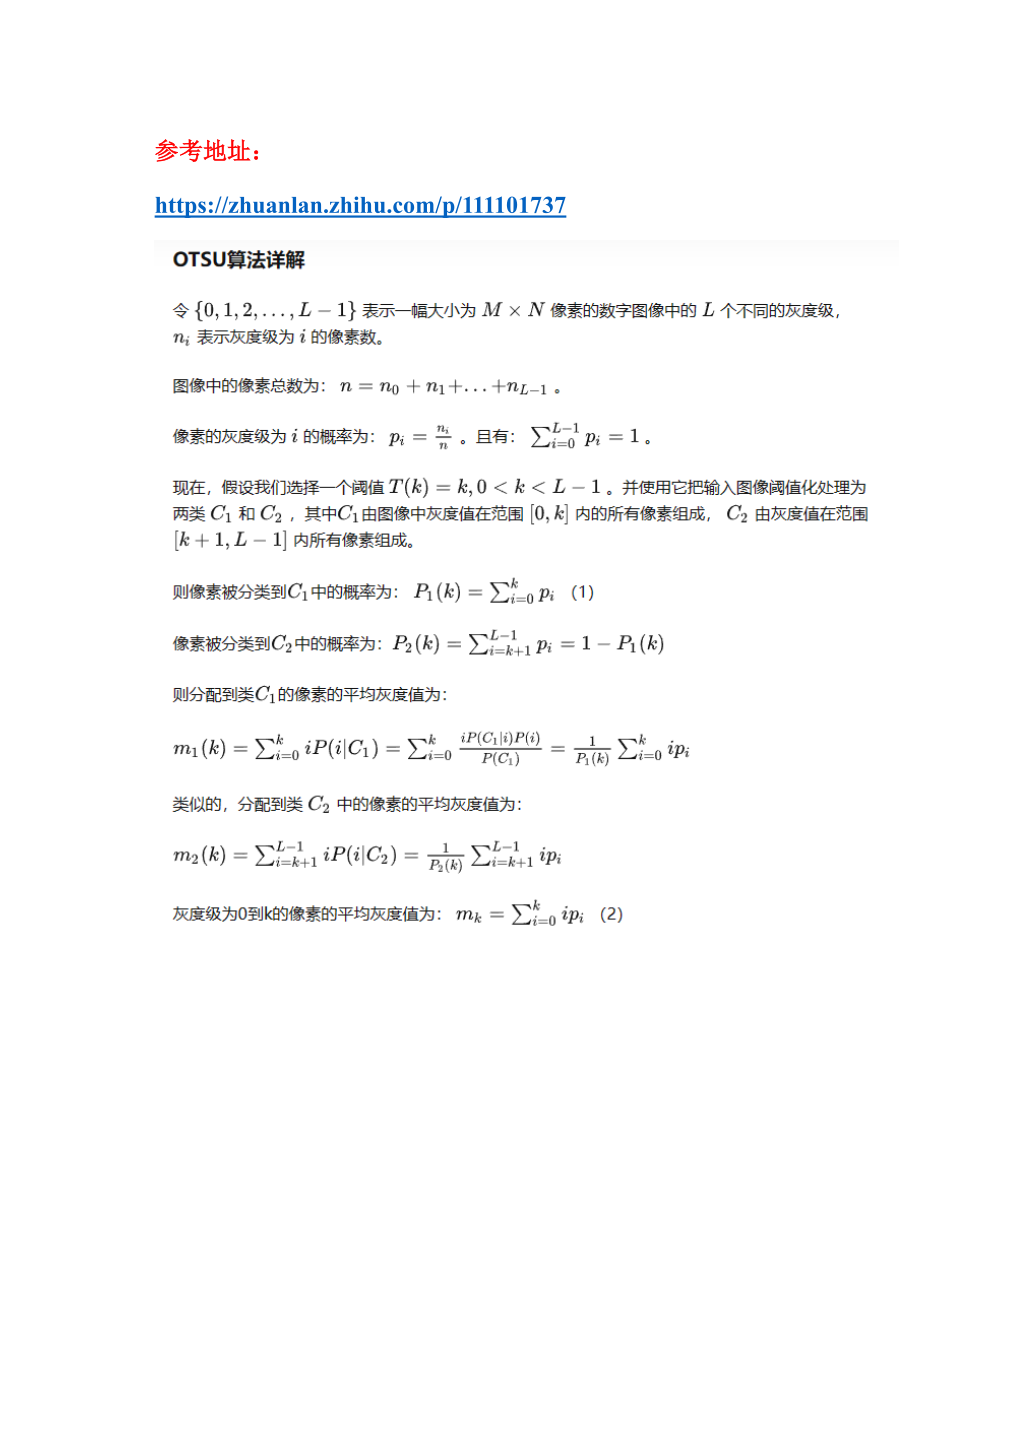 参考地址：
https://zhuanlan.zhihu.com/p/111101737
OTSU算法详解
令 {0, 1, 2, . . . , L − 1} 表示一幅大小为 M × N 像素的数字图像中的 L 个不同的灰度级，
n_i 表示灰度级为 i 的像素数。
图像中的像素总数为： n = n_0 + n_1+. . . +n_{L−1} 。
像素的灰度级为 i 的概率为： p_i = \frac{n_i}{n} 。且有： \sum_{i=0}^{L−1} p_i = 1 。
现在，假设我们选择一个阈值 T(k) = k, 0 < k < L − 1 。并使用它把输入图像阈值化处理为
两类 C_1 和 C_2 ，其中C_1由图像中灰度值在范围 [0, k] 内的所有像素组成， C_2 由灰度值在范围
[k + 1, L − 1] 内所有像素组成。
则像素被分类到C_1中的概率为： P_1(k) = \sum_{i=0}^{k} p_i （1）
像素被分类到C_2中的概率为：P_2(k) = \sum_{i=k+1}^{L−1} p_i = 1 − P_1(k)
则分配到类C_1的像素的平均灰度值为：
m_1(k) = \sum_{i=0}^{k} iP(i|C_1) = \sum_{i=0}^{k} \frac{iP(C_1|i)P(i)}{P(C_1)} = \frac{1}{P_1(k)} \sum_{i=0}^{k} ip_i
类似的，分配到类 C_2 中的像素的平均灰度值为：
m_2(k) = \sum_{i=k+1}^{L−1} iP(i|C_2) = \frac{1}{P_2(k)} \sum_{i=k+1}^{L−1} ip_i
灰度级为0到k的像素的平均灰度值为： m_k = \sum_{i=0}^{k} ip_i （2）